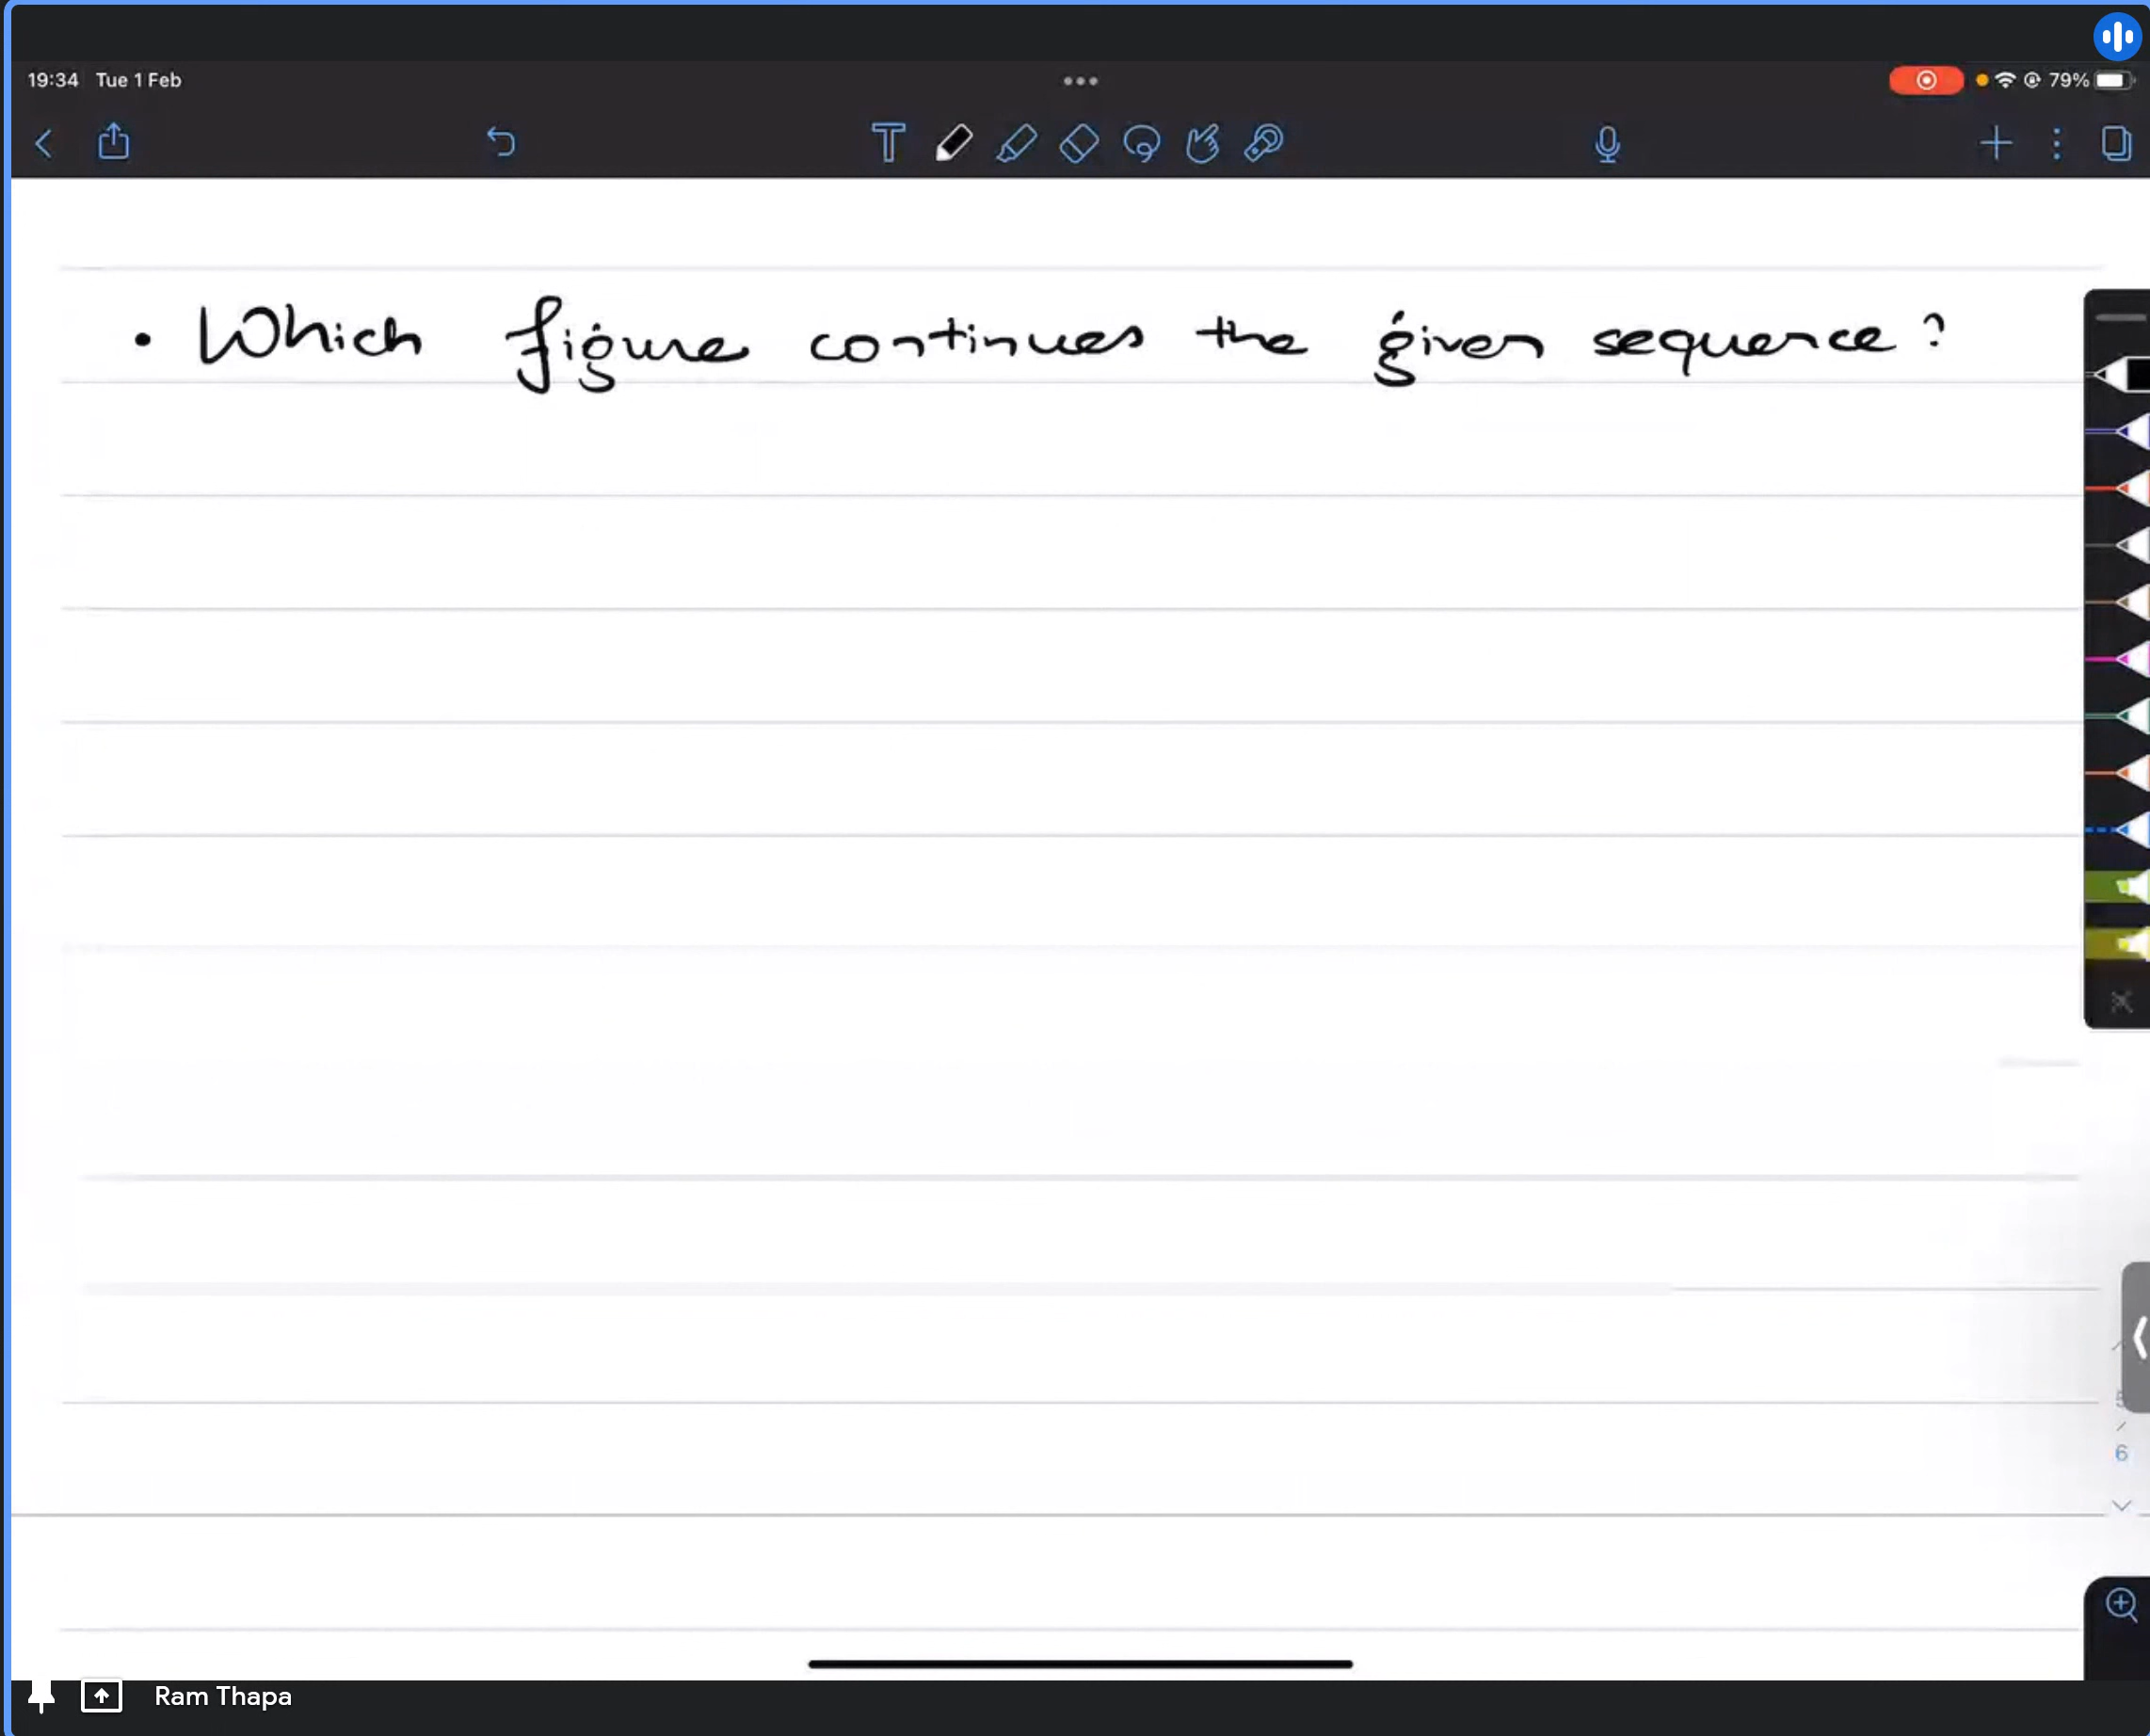 19:34 Tue 1 Feb
79%
• Which figure continues the given sequence?
6
Ram Thapa